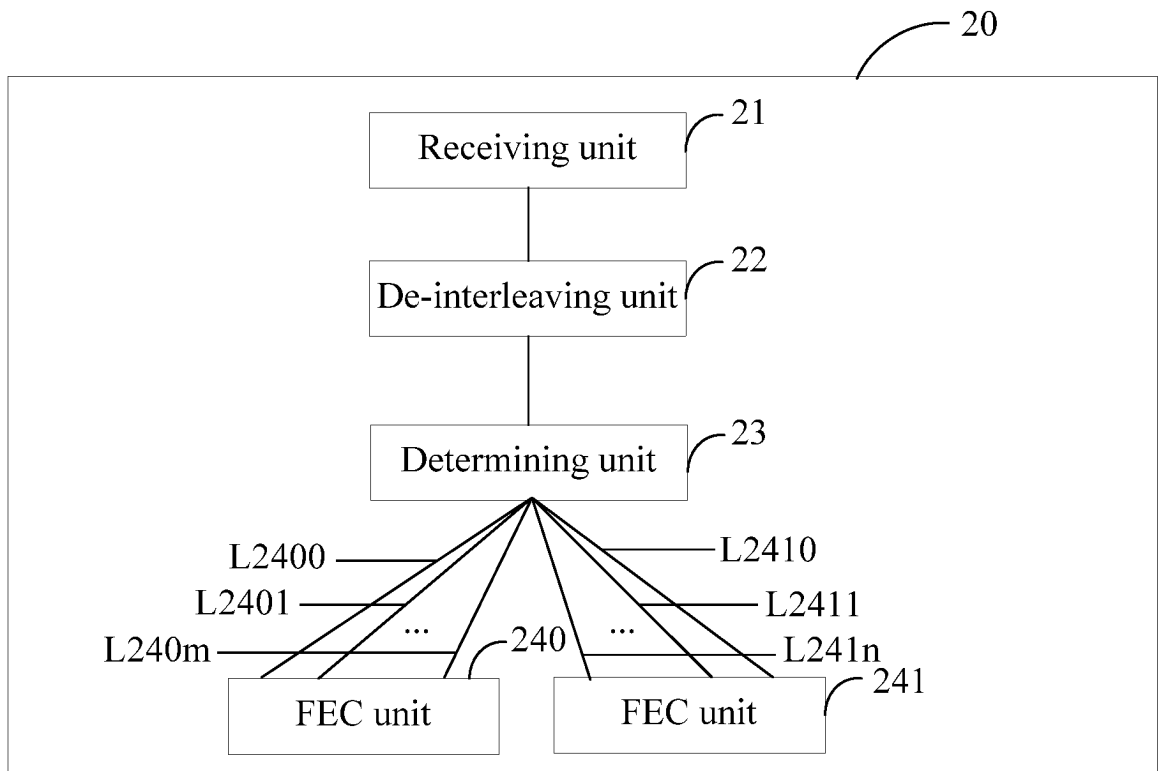 20
21
Receiving unit
22
De-interleaving unit
23
Determining unit
L2400
L2410
L2401
L2411
... ...
L240m
240
L241n
241
FEC unit
FEC unit